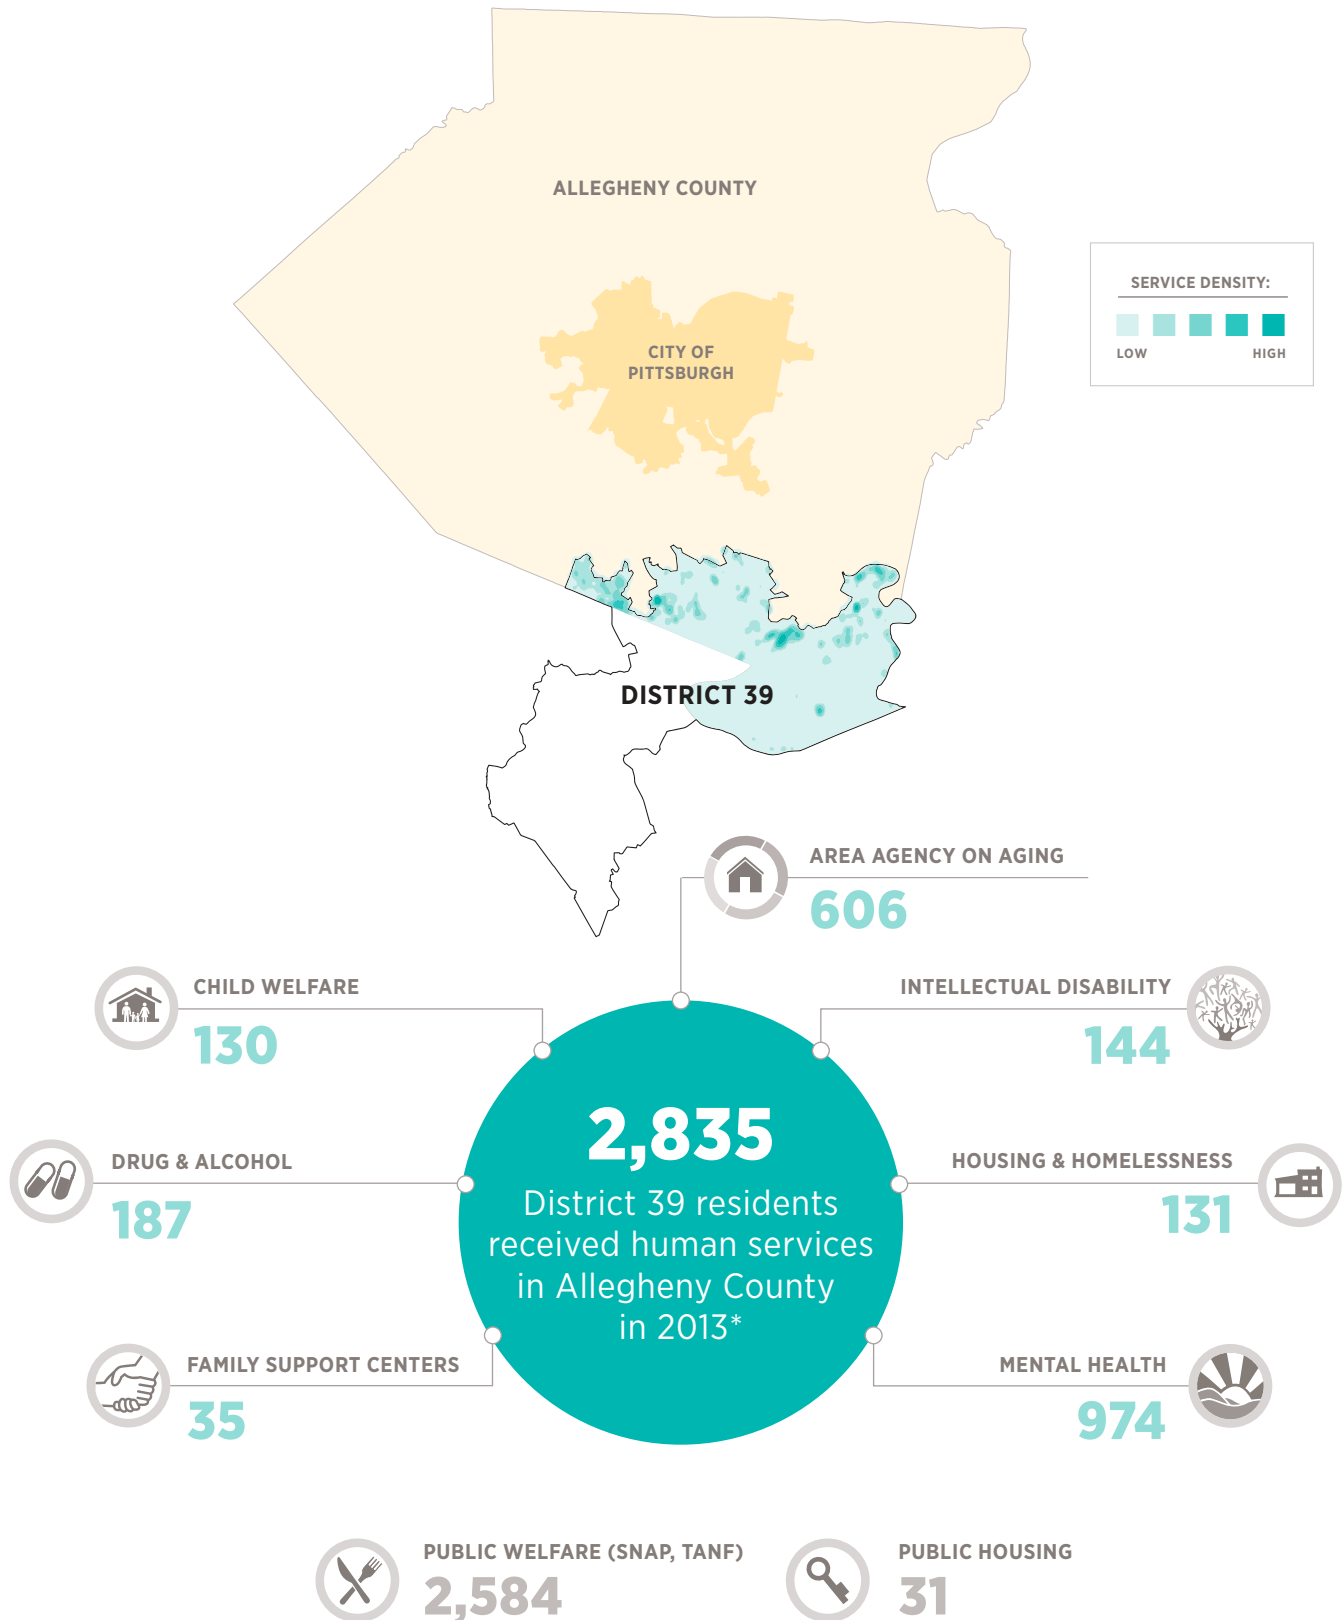 ALLEGHENY COUNTY
CITY OF
PITTSBURGH
SERVICE DENSITY:
LOW
HIGH
DISTRICT 39
AREA AGENCY ON AGING
606
CHILD WELFARE
130
INTELLECTUAL DISABILITY
144
DRUG & ALCOHOL
187
HOUSING & HOMELESSNESS
131
FAMILY SUPPORT CENTERS
35
MENTAL HEALTH
974
2,835
District 39 residents
received human services
in Allegheny County
in 2013*
PUBLIC WELFARE (SNAP, TANF)
2,584
PUBLIC HOUSING
31